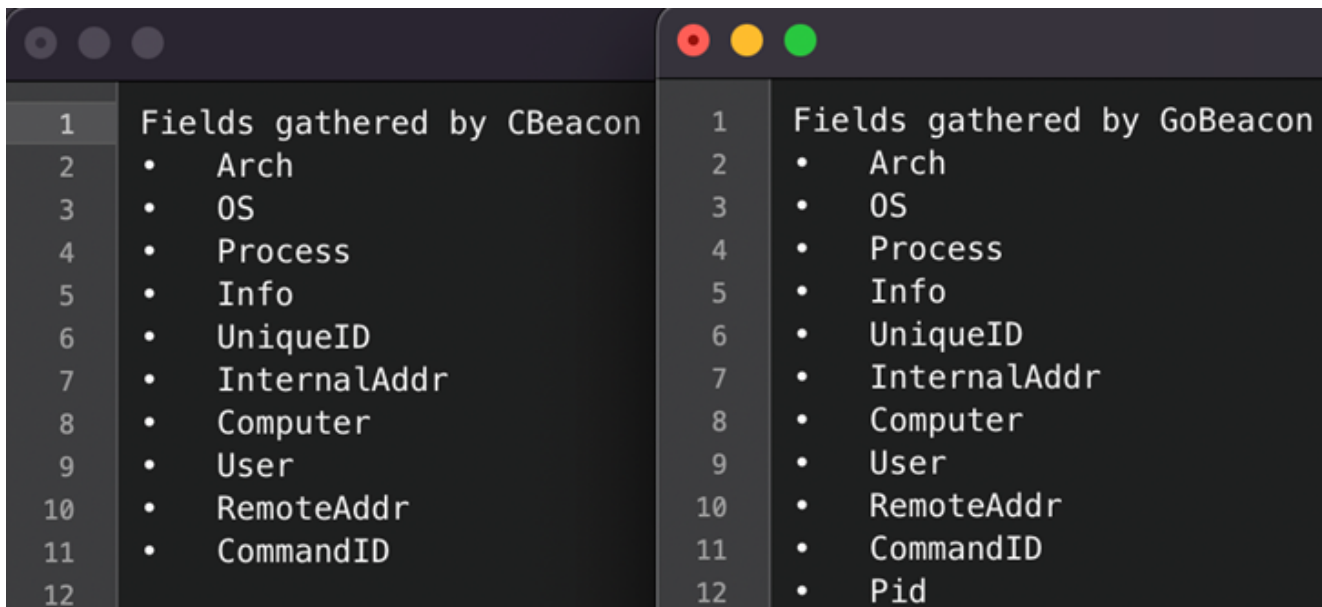 1 Fields gathered by CBeacon
2 • Arch
3 • OS
4 • Process
5 • Info
6 • UniqueID
7 • InternalAddr
8 • Computer
9 • User
10 • RemoteAddr
11 • CommandID
12
1 Fields gathered by GoBeacon
2 • Arch
3 • OS
4 • Process
5 • Info
6 • UniqueID
7 • InternalAddr
8 • Computer
9 • User
10 • RemoteAddr
11 • CommandID
12 • Pid